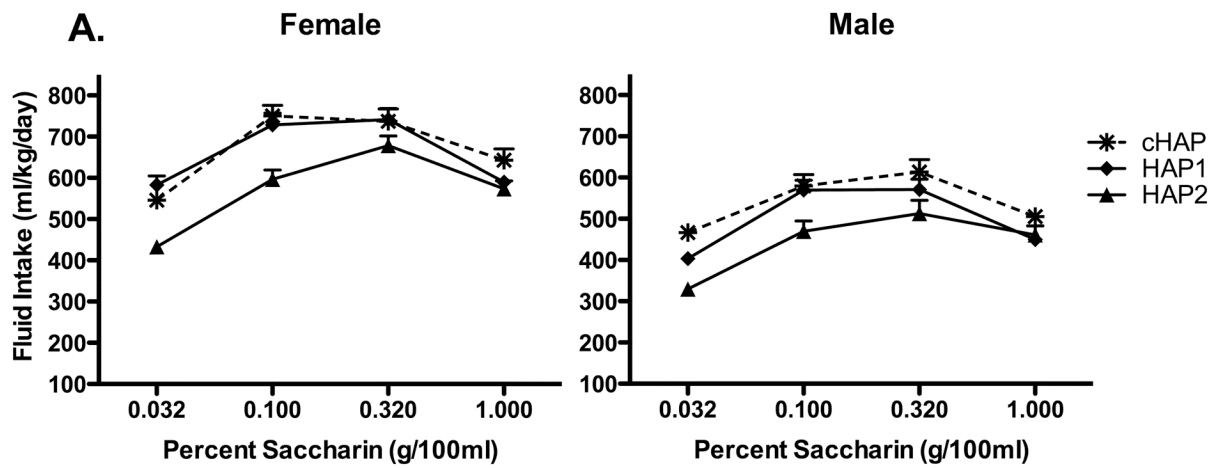 A.
Female
Male
Fluid Intake (ml/kg/day)
800
700
600
500
400
300
200
100
0.032 0.100 0.320 1.000
Percent Saccharin (g/100ml)
800
700
600
500
400
300
200
100
0.032 0.100 0.320 1.000
Percent Saccharin (g/100ml)
cHAP
HAP1
HAP2